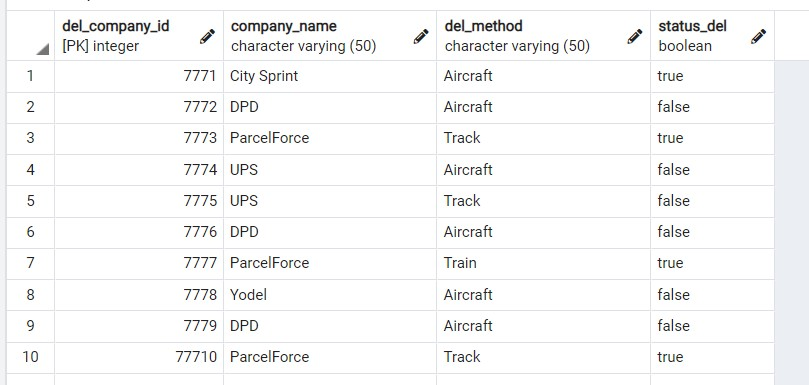 del_company_id company_name del_method status_del
[PK] integer character varying (50) character varying (50) boolean
1 7771 City Sprint Aircraft true
2 7772 DPD Aircraft false
3 7773 ParcelForce Track true
4 7774 UPS Aircraft false
5 7775 UPS Track false
6 7776 DPD Aircraft false
7 7777 ParcelForce Train true
8 7778 Yodel Aircraft false
9 7779 DPD Aircraft false
10 77710 ParcelForce Track true